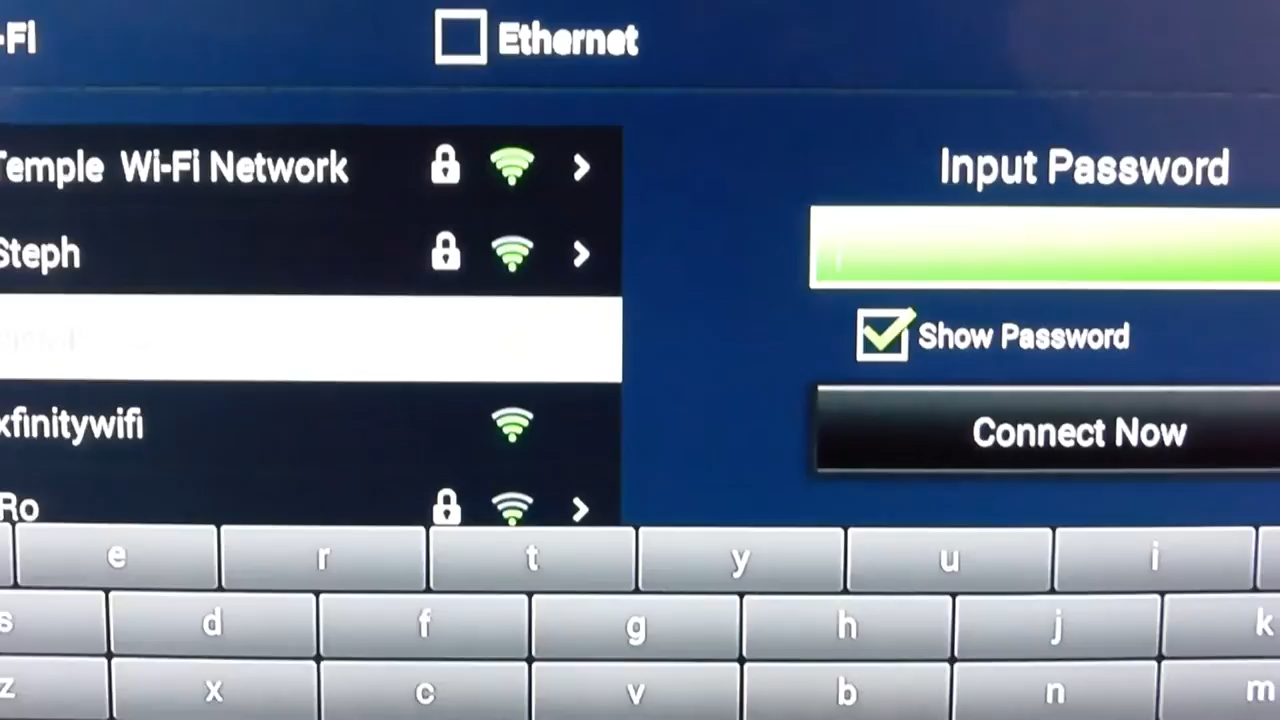 -Fi
Ethernet
Temple Wi-Fi Network
Input Password
Steph
Show Password
xfinitywifi
Connect Now
Ro
e r t y u i
s d f g h j k
z x c v b n m